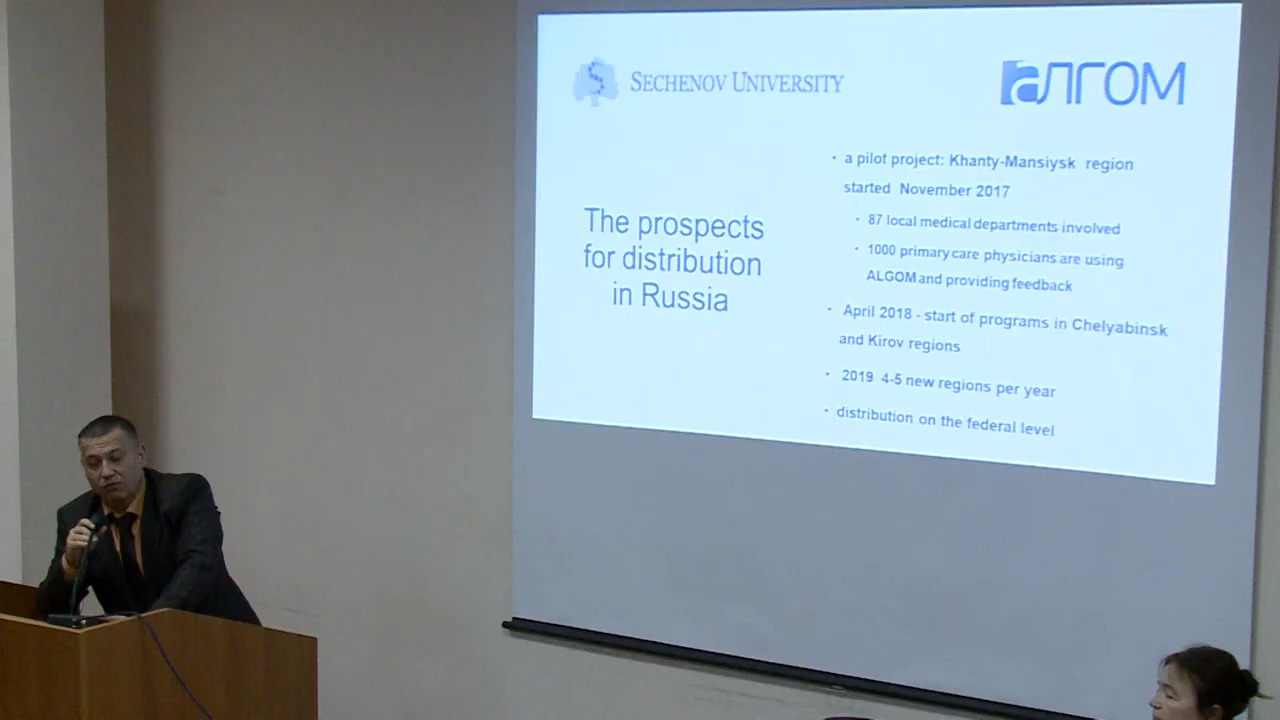 SECHENOV UNIVERSITY
алгом
The prospects
for distribution
in Russia
• a pilot project: Khanty-Mansiysk region
started November 2017
• 87 local medical departments involved
• 1000 primary care physicians are using
ALGOM and providing feedback
• April 2018 - start of programs in Chelyabinsk
and Kirov regions
• 2019 4-5 new regions per year
• distribution on the federal level